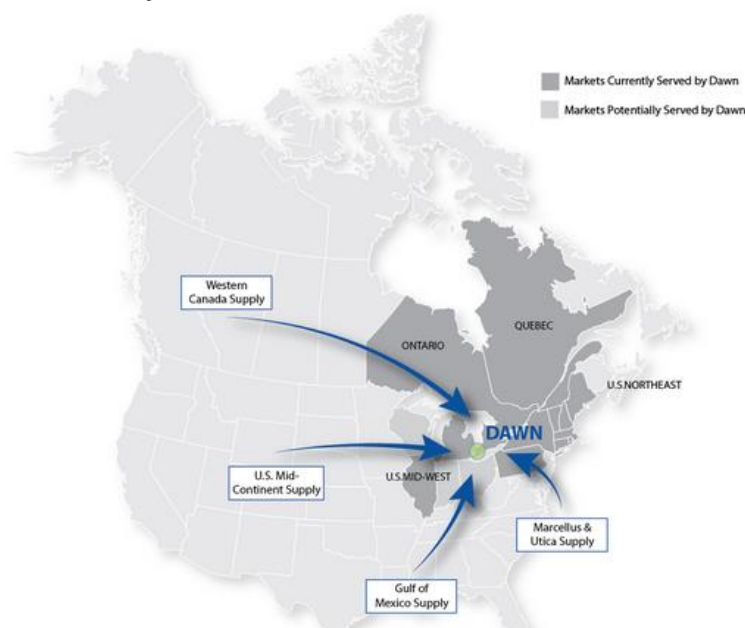 Markets Currently Served by Dawn
Markets Potentially Served by Dawn
Western
Canada Supply
QUEBEC
ONTARIO
U.S.NORTHEAST
DAWN
U.S. Mid-
Continent Supply
U.S.MID-WEST
Marcellus &
Utica Supply
Gulf of
Mexico Supply